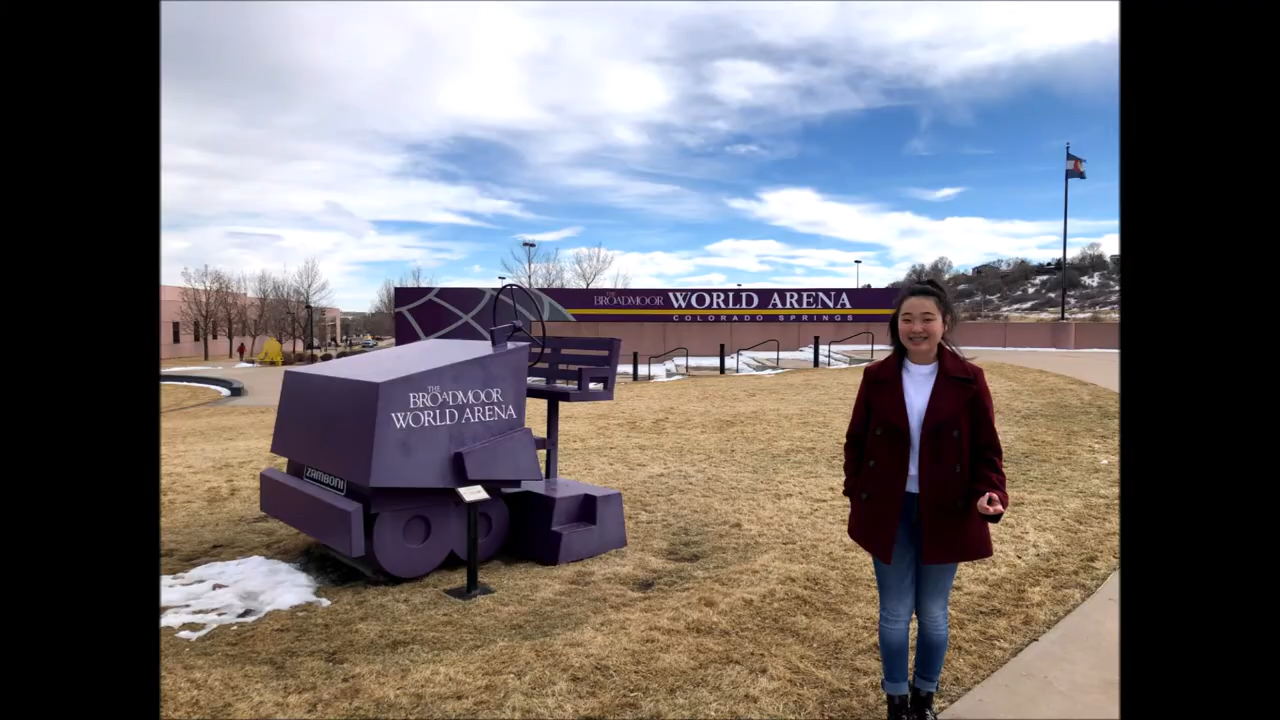 THE
BROADMOOR WORLD ARENA
COLORADO SPRINGS
THE
BROADMOOR
WORLD ARENA
ZAMBONI